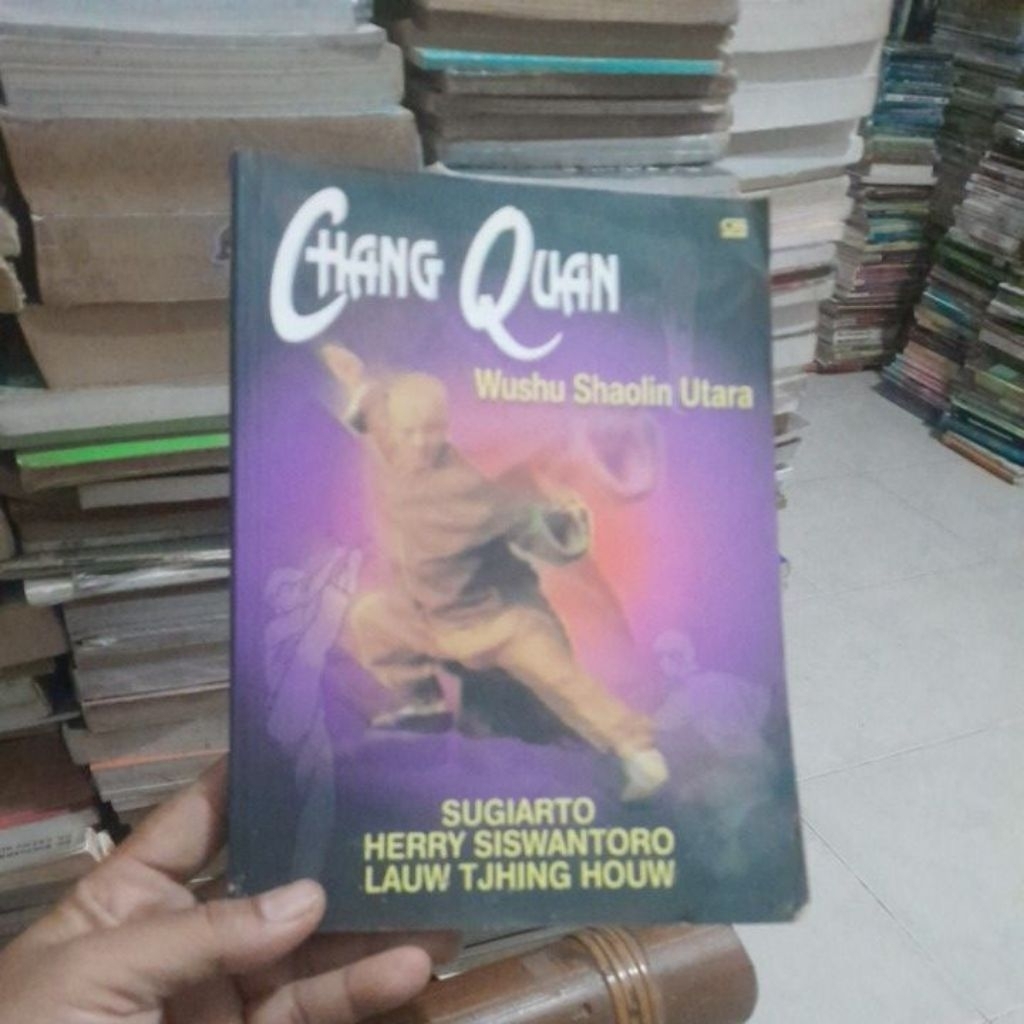 CHANG QUAN
Wushu Shaolin Utara
SUGIARTO
HERRY SISWANTORO
LAUW TJHING HOUW